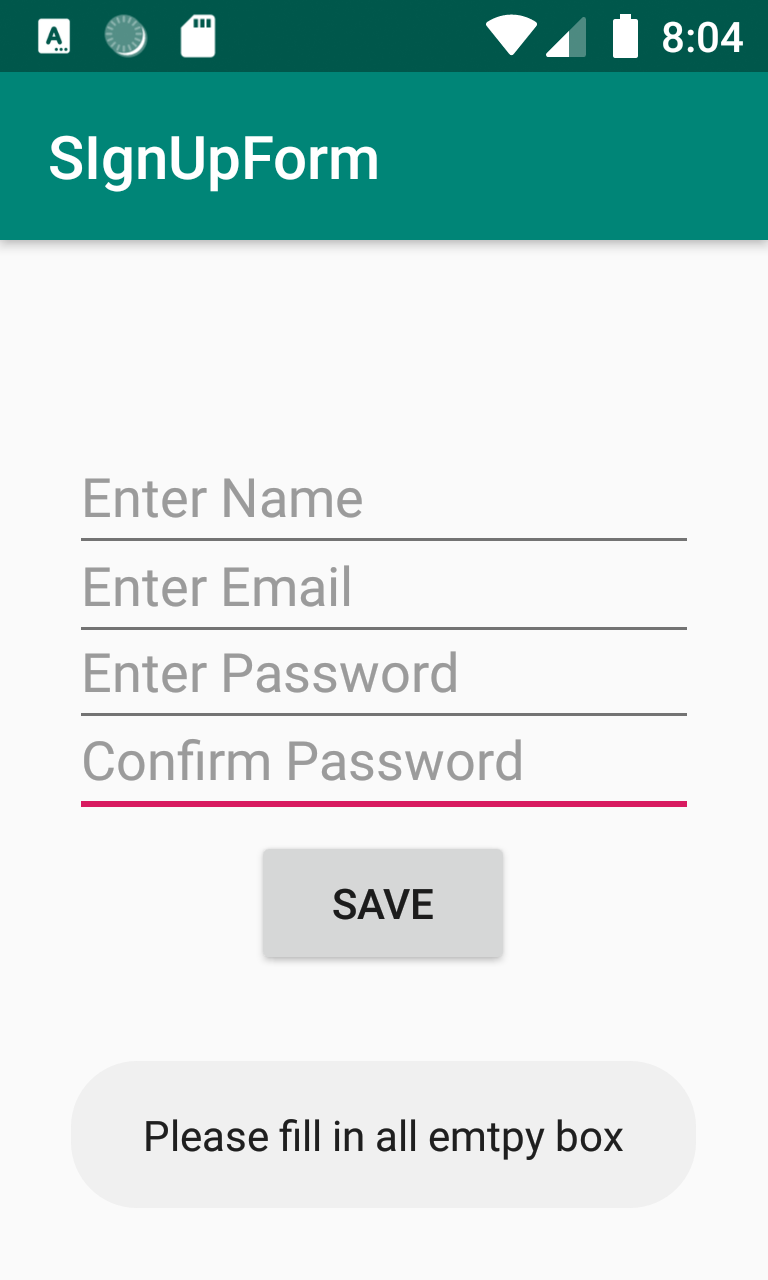 8:04
SIgnUpForm
Enter Name
Enter Email
Enter Password
Confirm Password
SAVE
Please fill in all emtpy box